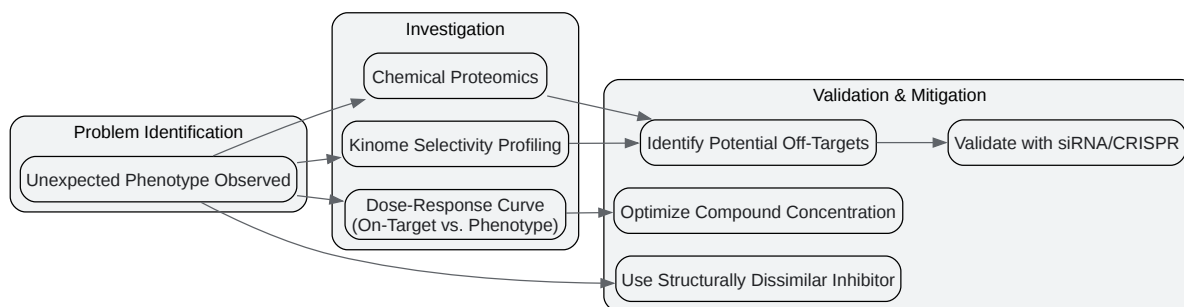 Problem Identification
Unexpected Phenotype Observed
Investigation
Chemical Proteomics
Kinome Selectivity Profiling
Dose-Response Curve
(On-Target vs. Phenotype)
Validation & Mitigation
Identify Potential Off-Targets
Validate with siRNA/CRISPR
Optimize Compound Concentration
Use Structurally Dissimilar Inhibitor